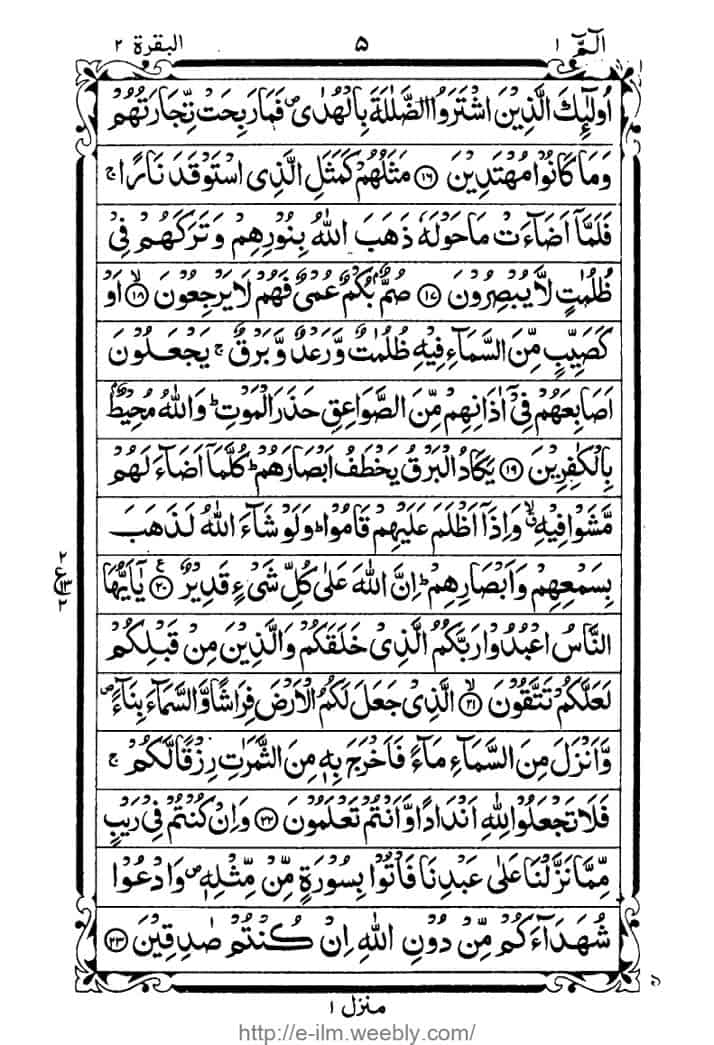 الٓمّٓ ١ ٥ البقرة ٢
اُولٰٓئِكَ الَّذِيْنَ اشْتَرَوُا الضَّلٰلَةَ بِالْهُدٰى ۪ فَمَا رَبِحَتْ تِّجَارَتُهُمْ
وَمَا كَانُوْا مُهْتَدِيْنَ ﴿١٦﴾ مَثَلُهُمْ كَمَثَلِ الَّذِى اسْتَوْقَدَ نَارًا ۚ
فَلَمَّآ اَضَآءَتْ مَا حَوْلَهٗ ذَهَبَ اللّٰهُ بِنُوْرِهِمْ وَتَرَكَهُمْ فِىْ
ظُلُمٰتٍ لَّا يُبْصِرُوْنَ ﴿١٧﴾ صُمٌّۢ بُكْمٌ عُمْىٌ فَهُمْ لَا يَرْجِعُوْنَ ۙ﴿١٨﴾ اَوْ
كَصَيِّبٍ مِّنَ السَّمَآءِ فِيْهِ ظُلُمٰتٌ وَّرَعْدٌ وَّبَرْقٌ ۚ يَجْعَلُوْنَ
اَصَابِعَهُمْ فِىْٓ اٰذَانِهِمْ مِّنَ الصَّوَاعِقِ حَذَرَ الْمَوْتِ ؕ وَاللّٰهُ مُحِيْطٌۢ
بِالْكٰفِرِيْنَ ﴿١٩﴾ يَكَادُ الْبَرْقُ يَخْطَفُ اَبْصَارَهُمْ ؕ كُلَّمَآ اَضَآءَ لَهُمْ
مَّشَوْا فِيْهِ ۙ وَاِذَآ اَظْلَمَ عَلَيْهِمْ قَامُوْا ؕ وَلَوْ شَآءَ اللّٰهُ لَذَهَبَ
بِسَمْعِهِمْ وَاَبْصَارِهِمْ ؕ اِنَّ اللّٰهَ عَلٰى كُلِّ شَىْءٍ قَدِيْرٌ ﴿٢٠﴾ يٰٓاَيُّهَا
٢ ع ١٣ ٢
النَّاسُ اعْبُدُوْا رَبَّكُمُ الَّذِىْ خَلَقَكُمْ وَالَّذِيْنَ مِنْ قَبْلِكُمْ
لَعَلَّكُمْ تَتَّقُوْنَ ۙ﴿٢١﴾ الَّذِىْ جَعَلَ لَكُمُ الْاَرْضَ فِرَاشًا وَّالسَّمَآءَ بِنَآءً ۪
وَّاَنْزَلَ مِنَ السَّمَآءِ مَآءً فَاَخْرَجَ بِهٖ مِنَ الثَّمَرٰتِ رِزْقًا لَّكُمْ ۚ
فَلَا تَجْعَلُوْا لِلّٰهِ اَنْدَادًا وَّاَنْتُمْ تَعْلَمُوْنَ ﴿٢٢﴾ وَاِنْ كُنْتُمْ فِىْ رَيْبٍ
مِّمَّا نَزَّلْنَا عَلٰى عَبْدِنَا فَاْتُوْا بِسُوْرَةٍ مِّنْ مِّثْلِهٖ ۪ وَادْعُوْا
شُهَدَآءَكُمْ مِّنْ دُوْنِ اللّٰهِ اِنْ كُنْتُمْ صٰدِقِيْنَ ﴿٢٣﴾
منزل ١
http://e-ilm.weebly.com/